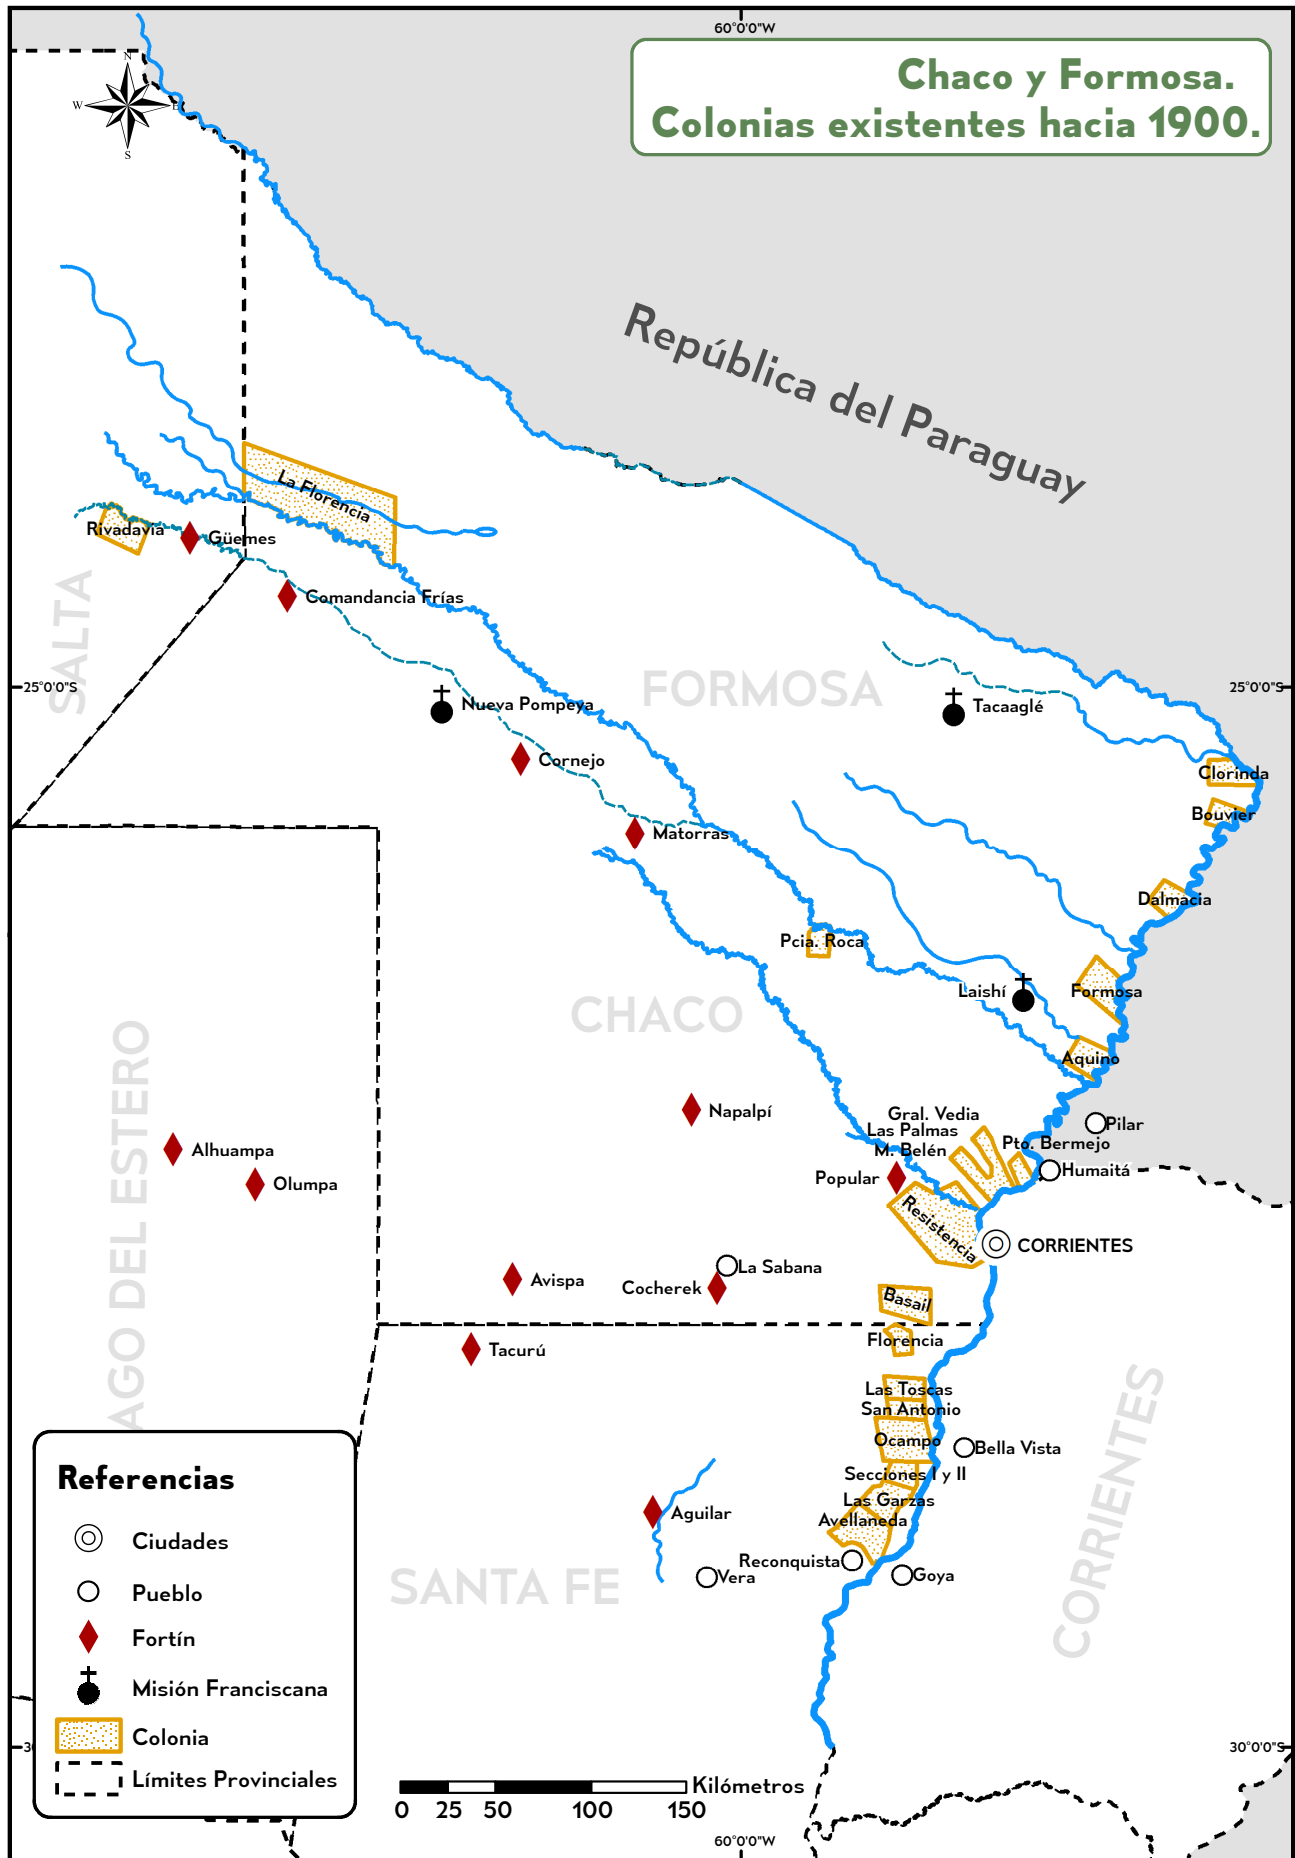 60°0'0"W
Chaco y Formosa.
Colonias existentes hacia 1900.
N
W
E
S
República del Paraguay
La Florencia
Rivadavia
Güemes
Comandancia Frías
SALTA
FORMOSA
25°0'0"S
25°0'0"S
Nueva Pompeya
Tacaaglé
Cornejo
Clorinda
Bouvier
Matorras
Dalmacia
Pcia. Roca
Laishí
Formosa
CHACO
Aquino
Napalpí
Gral. Vedia
Las Palmas
M. Belén
Pto. Bermejo
Pilar
Humaitá
Popular
Alhuampa
Olumpa
AGO DEL ESTERO
Resistencia
CORRIENTES
La Sabana
Avispa
Cocherek
Basail
Florencia
Tacurú
Las Toscas
San Antonio
Ocampo
Bella Vista
Secciones I y II
Las Garzas
Avellaneda
Aguilar
Reconquista
Vera
Goya
SANTA FE
CORRIENTES
Referencias
Ciudades
Pueblo
Fortín
Misión Franciscana
Colonia
Límites Provinciales
30°0'0"S
Kilómetros
0 25 50 100 150
60°0'0"W